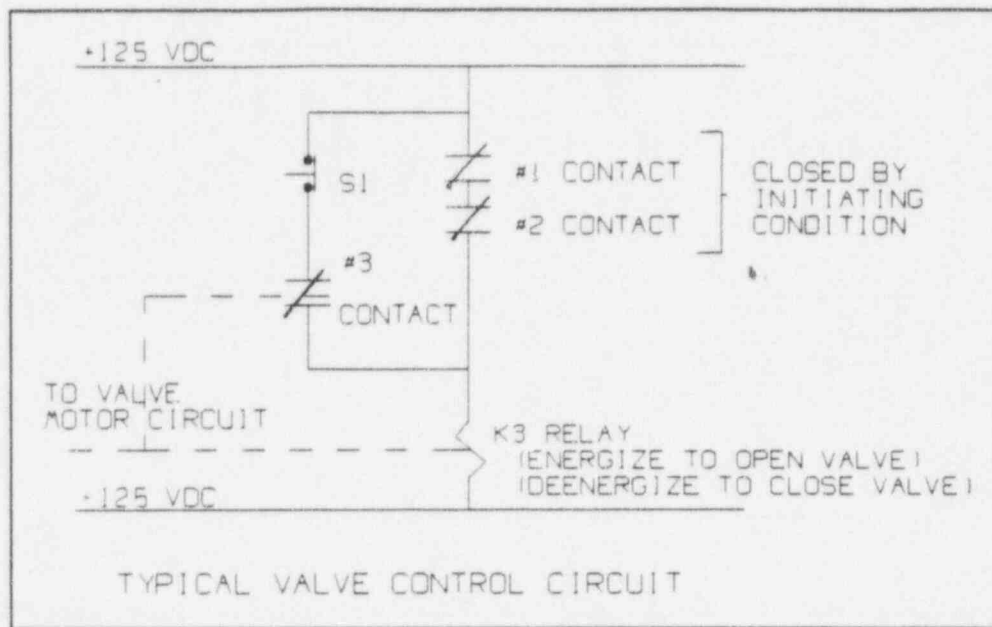 +125 VDC
S1
#1 CONTACT
#2 CONTACT
CLOSED BY
INITIATING
CONDITION
#3
CONTACT
TO VALVE
MOTOR CIRCUIT
K3 RELAY
(ENERGIZE TO OPEN VALVE)
(DEENERGIZE TO CLOSE VALVE)
-125 VDC
TYPICAL VALVE CONTROL CIRCUIT